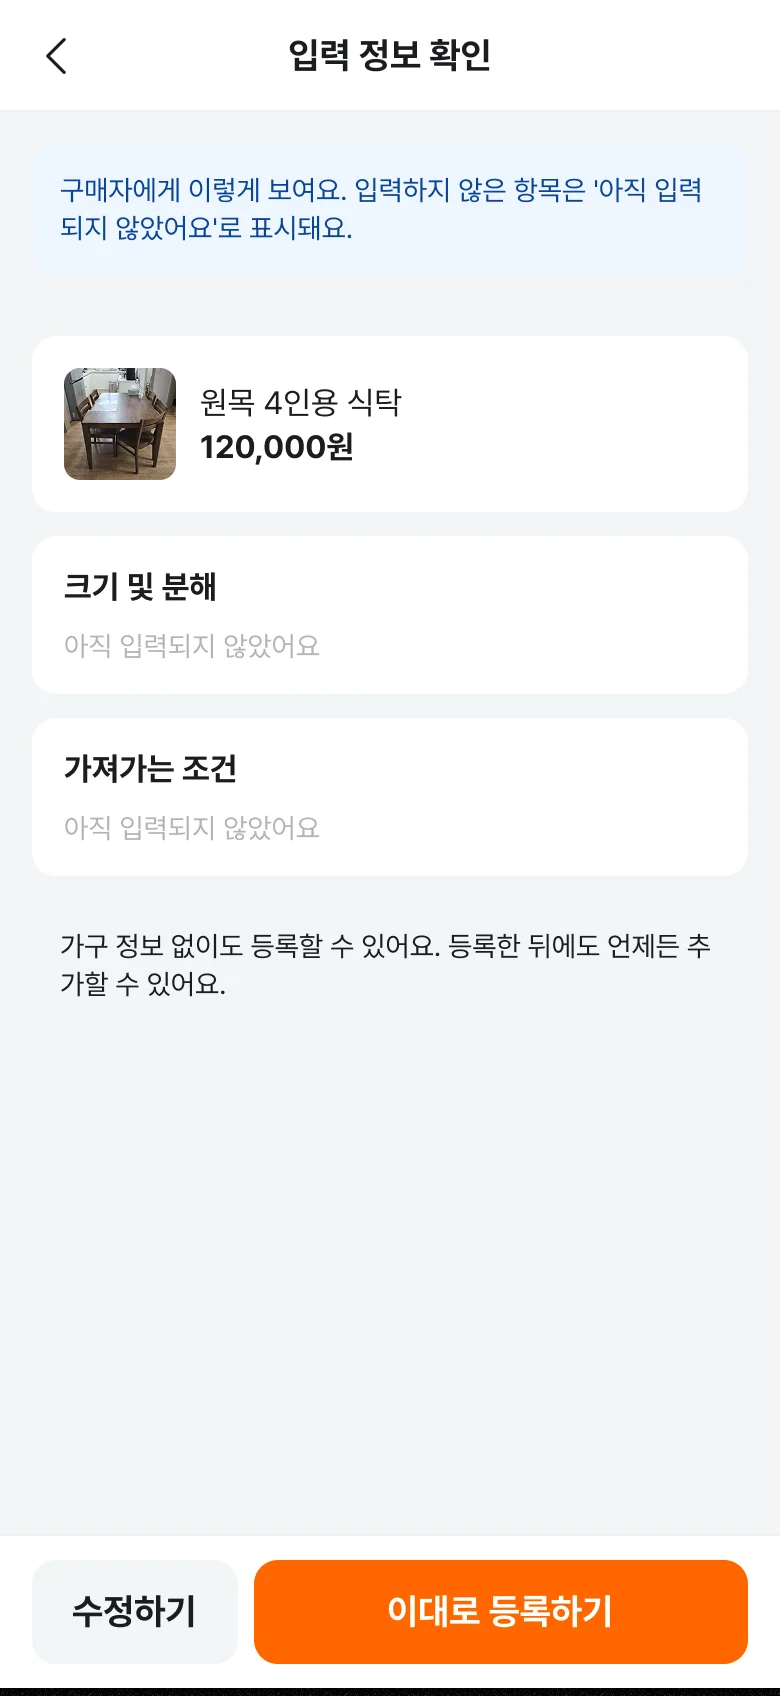 입력 정보 확인
구매자에게 이렇게 보여요. 입력하지 않은 항목은 '아직 입력
되지 않았어요'로 표시돼요.
원목 4인용 식탁
120,000원
크기 및 분해
아직 입력되지 않았어요
가져가는 조건
아직 입력되지 않았어요
가구 정보 없이도 등록할 수 있어요. 등록한 뒤에도 언제든 추
가할 수 있어요.
수정하기
이대로 등록하기